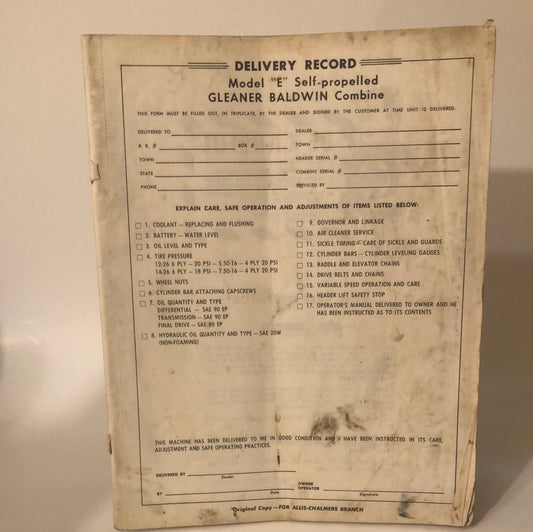 DELIVERY RECORD
Model "E" Self-propelled
GLEANER BALDWIN Combine
THIS FORM MUST BE FILLED OUT, IN TRIPLICATE, BY THE DEALER AND SIGNED BY THE CUSTOMER AT TIME UNIT IS DELIVERED.
DELIVERED TO
R. R. # BOX #
TOWN
STATE
PHONE
DEALER
TOWN
HEADER SERIAL #
COMBINE SERIAL #
SERVICED BY
EXPLAIN CARE, SAFE OPERATION AND ADJUSTMENTS OF ITEMS LISTED BELOW:
1. COOLANT — REPLACING AND FLUSHING
2. BATTERY — WATER LEVEL
3. OIL LEVEL AND TYPE
4. TIRE PRESSURE
12-26 6 PLY — 20 PSI — 5.50-16 — 4 PLY 20 PSI
14-26 6 PLY — 18 PSI — 7.50-16 — 4 PLY 20 PSI
5. WHEEL NUTS
6. CYLINDER BAR ATTACHING CAPSCREWS
7. OIL QUANTITY AND TYPE
DIFFERENTIAL — SAE 90 EP
TRANSMISSION — SAE 90 EP
FINAL DRIVE — SAE 90 EP
8. HYDRAULIC OIL QUANTITY AND TYPE — SAE 20W
(NON-FOAMING)
9. GOVERNOR AND LINKAGE
10. AIR CLEANER SERVICE
11. SICKLE TIMING — CARE OF SICKLE AND GUARDS
12. CYLINDER BARS — CYLINDER LEVELING GAUGES
13. RADDLE AND ELEVATOR CHAINS
14. DRIVE BELTS AND CHAINS
15. VARIABLE SPEED OPERATION AND CARE
16. HEADER LIFT SAFETY STOP
17. OPERATOR'S MANUAL DELIVERED TO OWNER AND HE
HAS BEEN INSTRUCTED AS TO ITS CONTENTS
THIS MACHINE HAS BEEN DELIVERED TO ME IN GOOD CONDITION AND I HAVE BEEN INSTRUCTED IN ITS CARE,
ADJUSTMENT AND SAFE OPERATING PRACTICES.
DELIVERED BY
Dealer
OWNER
OPERATOR
BY
Date
Signature
Original Copy—FOR ALLIS-CHALMERS BRANCH